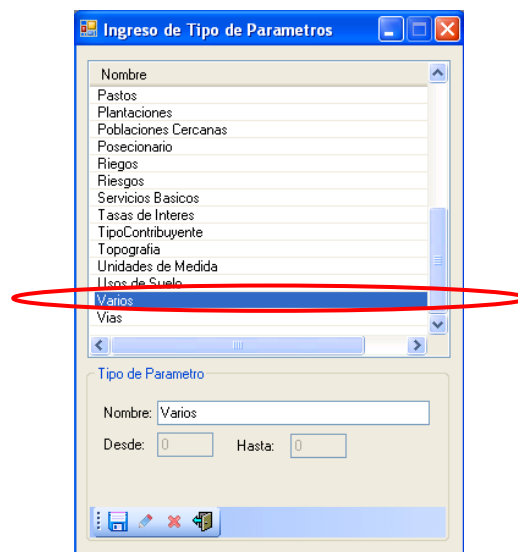 Ingreso de Tipo de Parametros
Nombre
Pastos
Plantaciones
Poblaciones Cercanas
Posecionario
Riegos
Riesgos
Servicios Basicos
Tasas de Interes
TipoContribuyente
Topografia
Unidades de Medida
Usos de Suelo
Varios
Vias
Tipo de Parametro
Nombre: Varios
Desde: 0 Hasta: 0